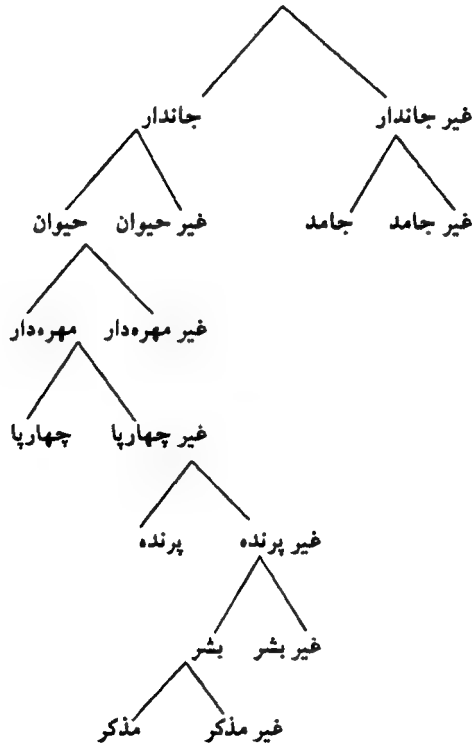 غیر جاندار جاندار
غیر جامد جامد غیر حیوان حیوان
غیر مهره‌دار مهره‌دار
غیر چهارپا چهارپا
غیر پرنده پرنده
غیر بشر بشر
غیر مذکر مذکر